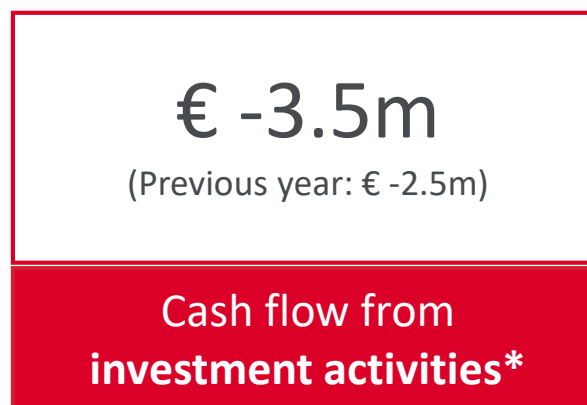 € -3.5m
(Previous year: € -2.5m)
Cash flow from
investment activities*